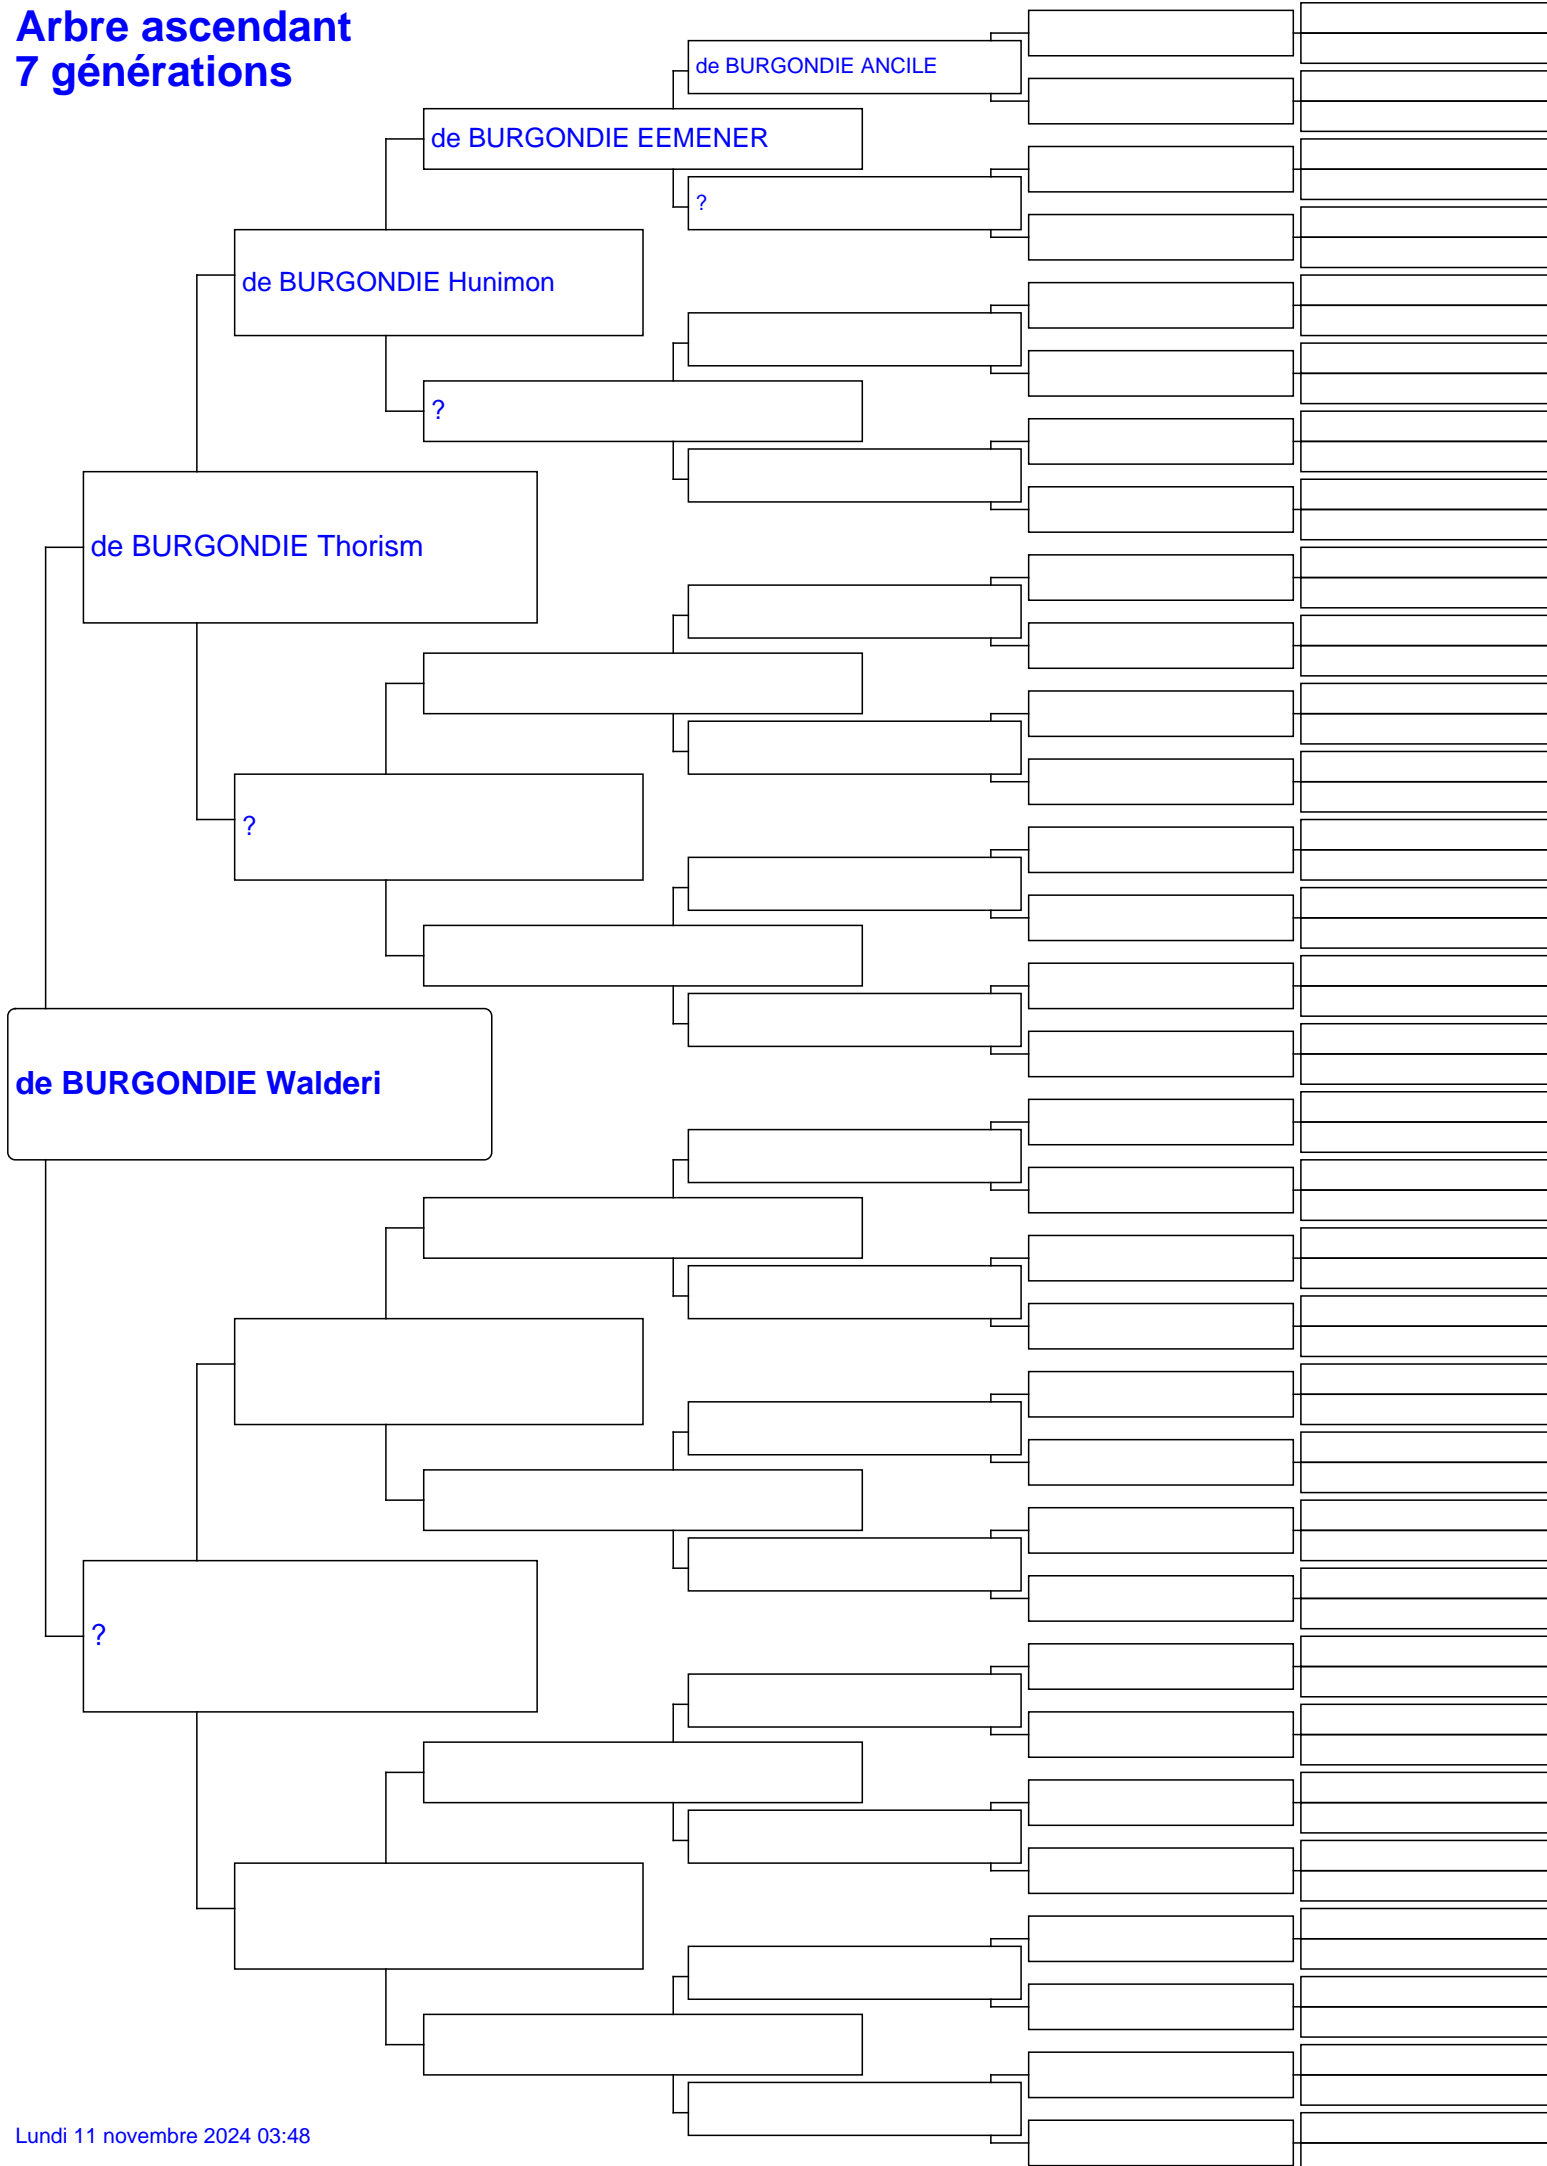 Arbre ascendant
7 générations
de BURGONDIE ANCILE
de BURGONDIE EEMENER
?
de BURGONDIE Hunimon
?
de BURGONDIE Thorism
?
de BURGONDIE Walderi
?
Lundi 11 novembre 2024 03:48